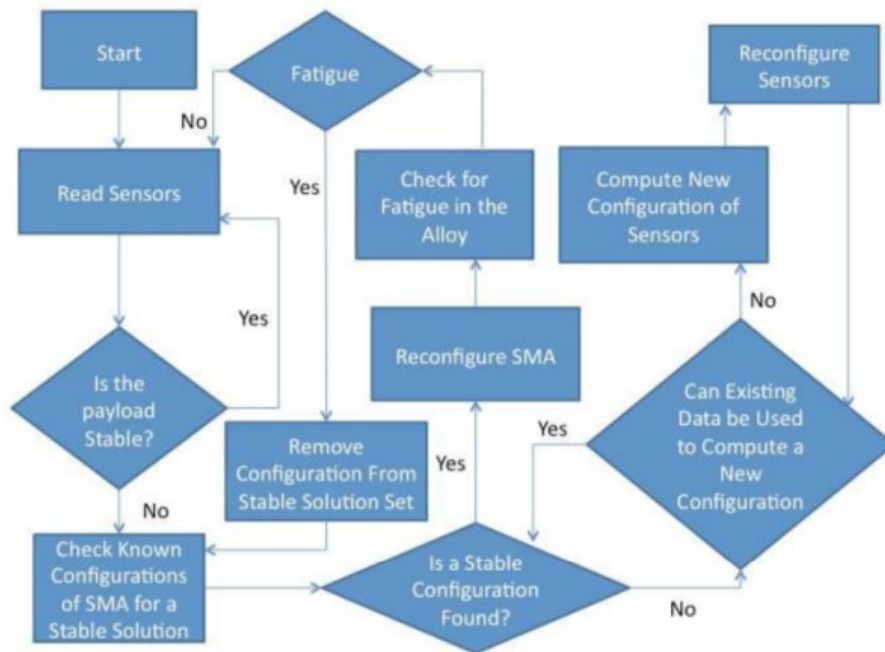 Start
Fatigue
Reconfigure
Sensors
No
Read Sensors
Yes
Check for
Fatigue in the
Alloy
Compute New
Configuration of
Sensors
Yes
No
Reconfigure SMA
Is the
payload
Stable?
Can Existing
Data be Used
to Compute a
New
Configuration
Remove
Configuration From
Stable Solution Set
Yes
Yes
No
Check Known
Configurations
of SMA for a
Stable Solution
Is a Stable
Configuration
Found?
No